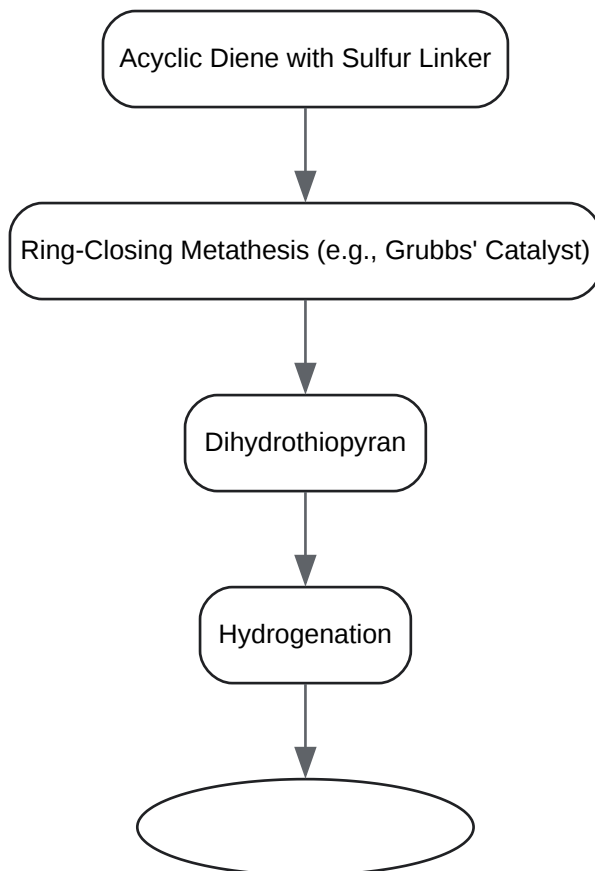 Acyclic Diene with Sulfur Linker
Ring-Closing Metathesis (e.g., Grubbs' Catalyst)
Dihydrothiopyran
Hydrogenation